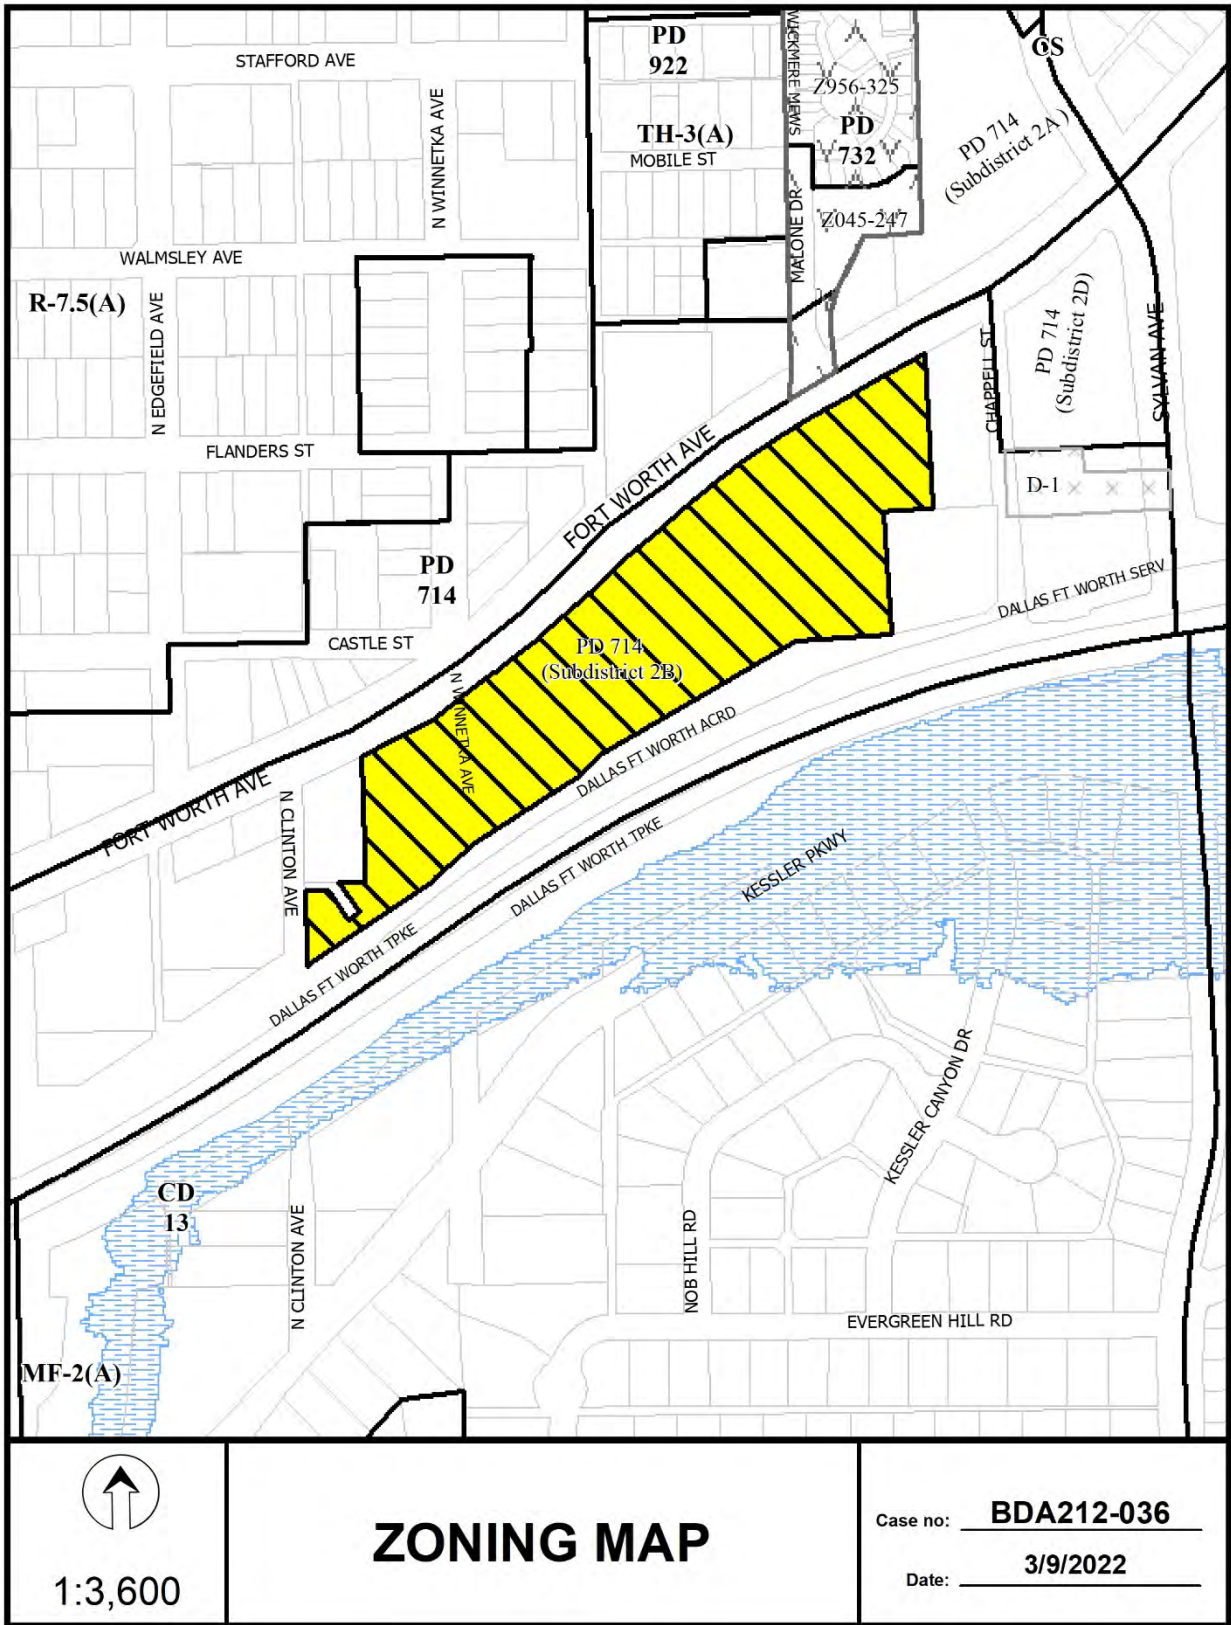 STAFFORD AVE
PD
922
WICKMERE MEWS
Z956-325
CS
N WINNETKA AVE
TH-3(A)
MOBILE ST
PD
732
PD 714
(Subdistrict 2A)
WALMSLEY AVE
MALONE DR
Z045-247
R-7.5(A)
N EDGEFIELD AVE
CHAPPELL ST
PD 714
(Subdistrict 2D)
SYLVAN AVE
FLANDERS ST
FORT WORTH AVE
D-1
PD
714
DALLAS FT WORTH SERV
CASTLE ST
PD 714
(Subdistrict 2B)
N WINNETKA AVE
DALLAS FT WORTH ACRD
FORT WORTH AVE
N CLINTON AVE
DALLAS FT WORTH TPKE
KESSLER PKWY
DALLAS FT WORTH TPKE
KESSLER CANYON DR
CD
13
N CLINTON AVE
NOB HILL RD
EVERGREEN HILL RD
MF-2(A)
1:3,600
ZONING MAP
Case no: BDA212-036
Date: 3/9/2022